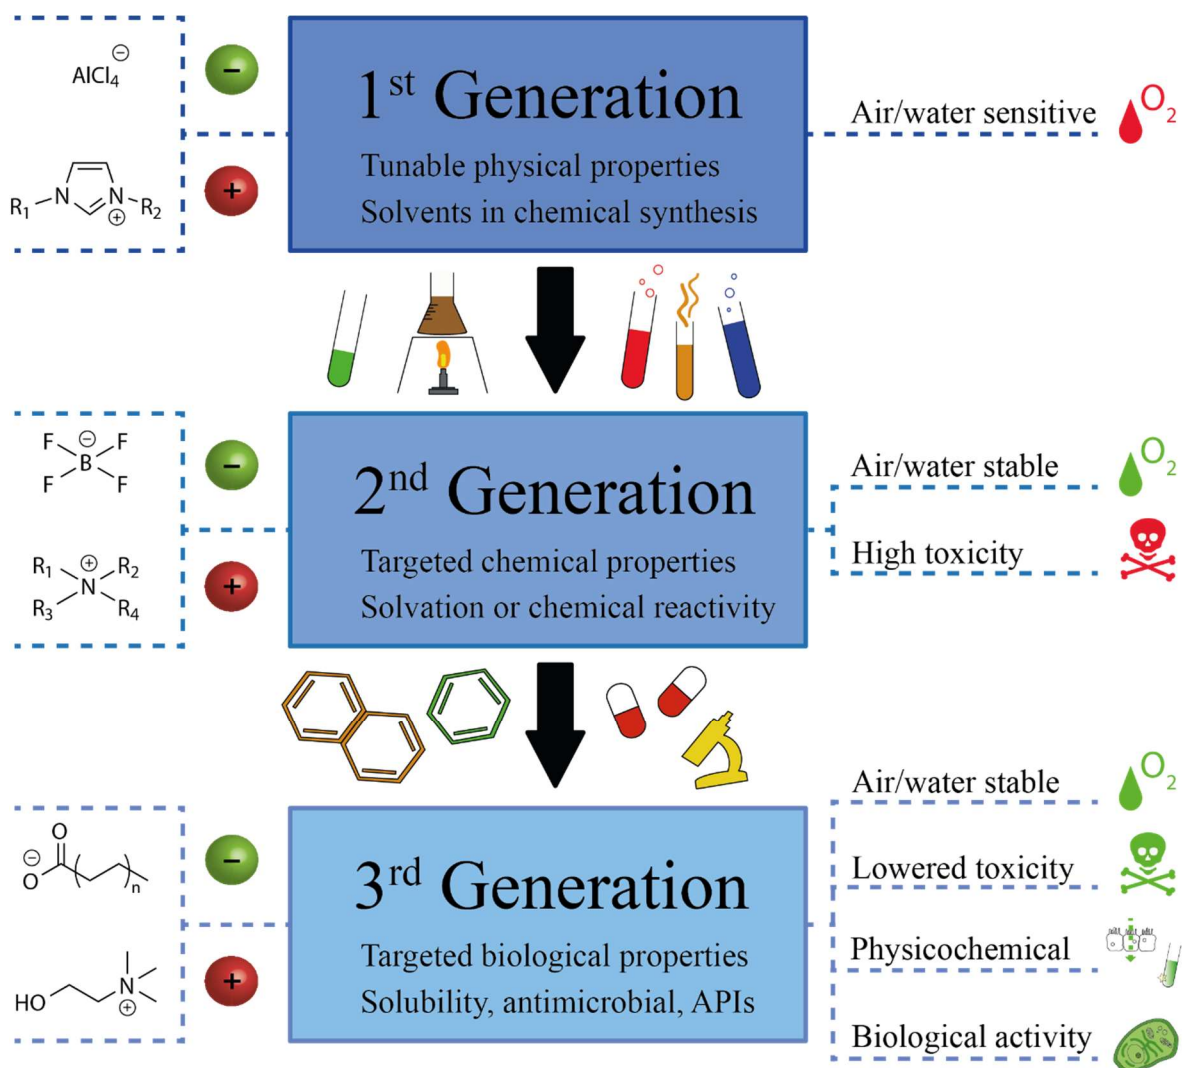 AlCl4 ⊖
−
1st Generation
Tunable physical properties
Solvents in chemical synthesis
Air/water sensitive
O2
R1 N N R2
⊕
+
F ⊖ F
B
F F
−
2nd Generation
Targeted chemical properties
Solvation or chemical reactivity
Air/water stable
O2
High toxicity
R1 ⊕ R2
N
R3 R4
+
O
⊖
O n
−
3rd Generation
Targeted biological properties
Solubility, antimicrobial, APIs
Air/water stable
O2
Lowered toxicity
Physicochemical
Biological activity
HO N
⊕
+